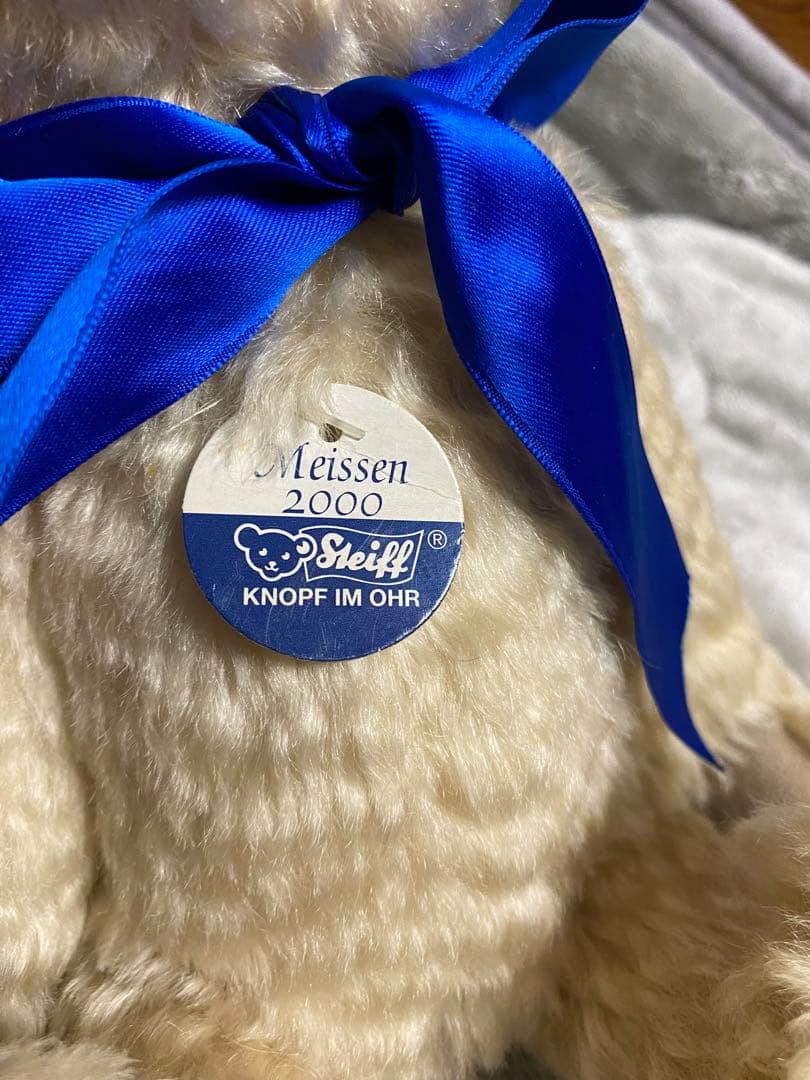 Meissen
2000
Steiff®
KNOPF IM OHR